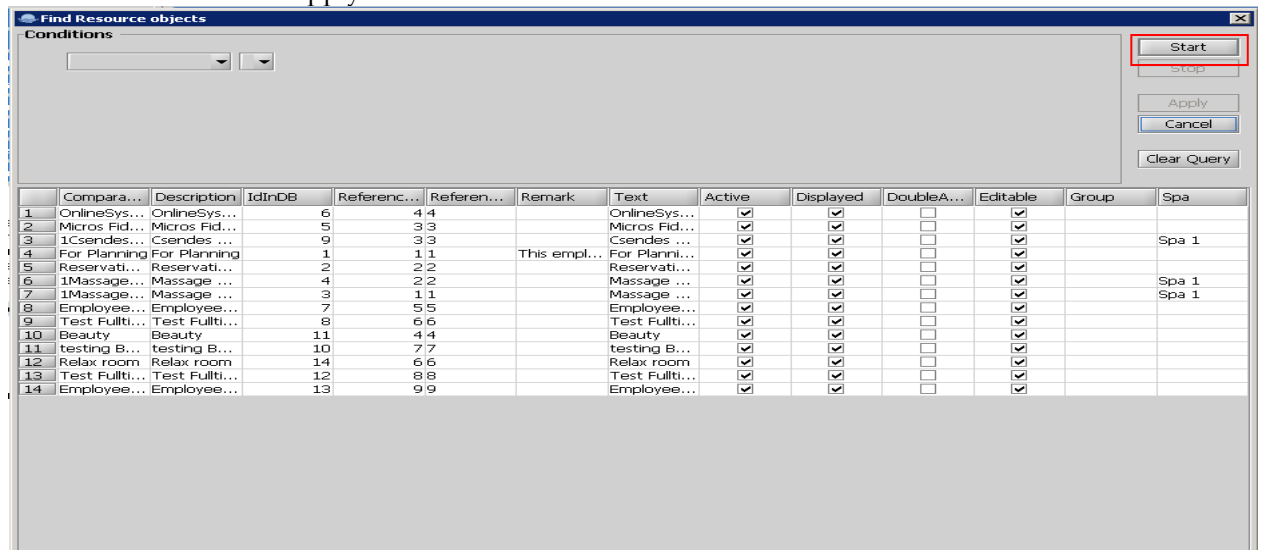 Apply
Find Resource objects
Conditions
Start
Stop
Apply
Cancel
Clear Query
Compara... Description IdInDB Referenc... Referen... Remark Text Active Displayed DoubleA... Editable Group Spa
1 OnlineSys... OnlineSys... 6 4 4 OnlineSys...
2 Micros Fid... Micros Fid... 5 3 3 Micros Fid...
3 1Csendes... Csendes ... 9 3 3 Csendes ... Spa 1
4 For Planning For Planning 1 1 1 This empl... For Planni...
5 Reservati... Reservati... 2 2 2 Reservati...
6 1Massage... Massage ... 4 2 2 Massage ... Spa 1
7 1Massage... Massage ... 3 1 1 Massage ... Spa 1
8 Employee... Employee... 7 5 5 Employee...
9 Test Fullti... Test Fullti... 8 6 6 Test Fullti...
10 Beauty Beauty 11 4 4 Beauty
11 testing B... testing B... 10 7 7 testing B...
12 Relax room Relax room 14 6 6 Relax room
13 Test Fullti... Test Fullti... 12 8 8 Test Fullti...
14 Employee... Employee... 13 9 9 Employee...